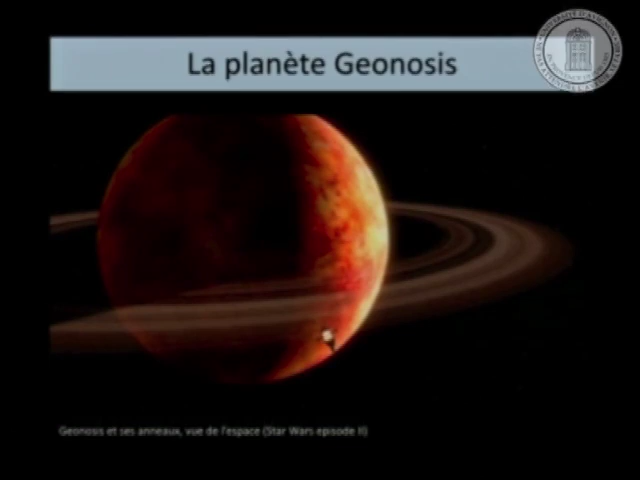 La planète Geonosis
Geonosis et ses anneaux, vue de l'espace (Star Wars episode II)